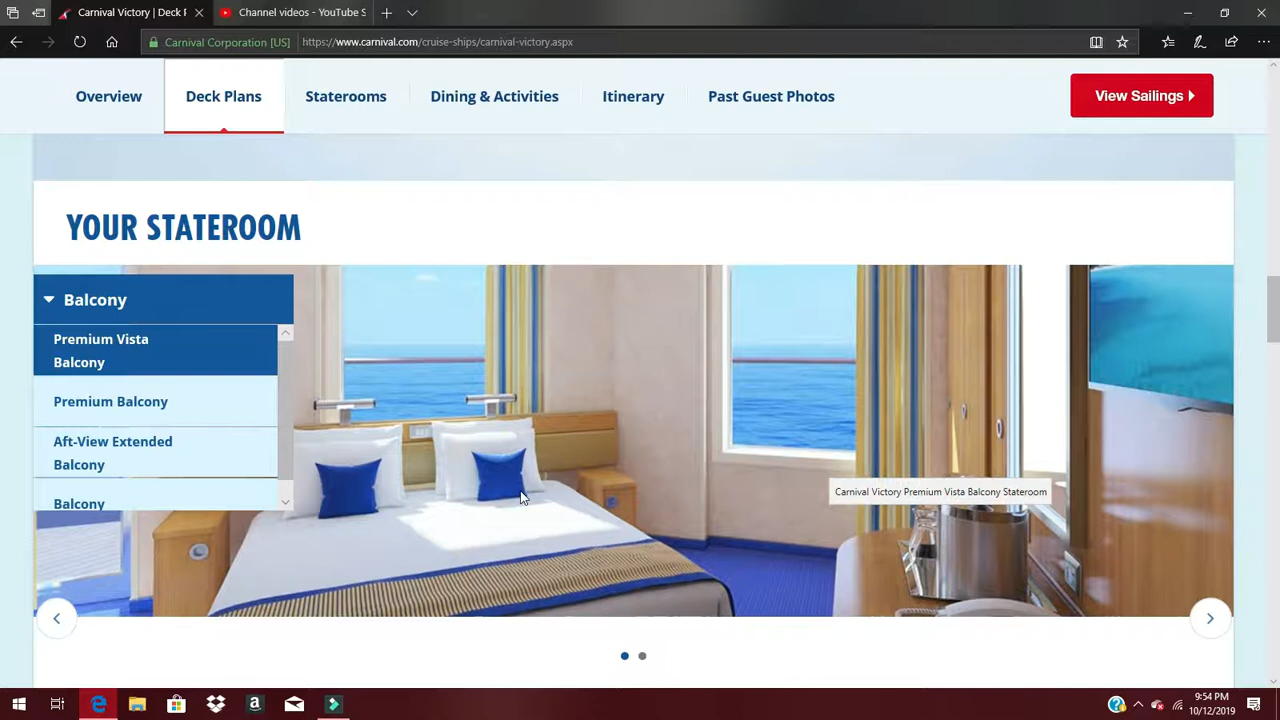 Carnival Victory | Deck P
Channel videos - YouTube S
Carnival Corporation [US]
https://www.carnival.com/cruise-ships/carnival-victory.aspx
Overview
Deck Plans
Staterooms
Dining & Activities
Itinerary
Past Guest Photos
View Sailings
YOUR STATEROOM
Balcony
Premium Vista
Balcony
Premium Balcony
Aft-View Extended
Balcony
Balcony
Carnival Victory Premium Vista Balcony Stateroom
9:54 PM
10/12/2019